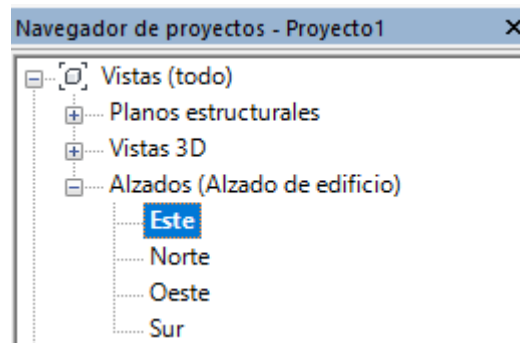 Navegador de proyectos - Proyecto1
Vistas (todo)
Planos estructurales
Vistas 3D
Alzados (Alzado de edificio)
Este
Norte
Oeste
Sur